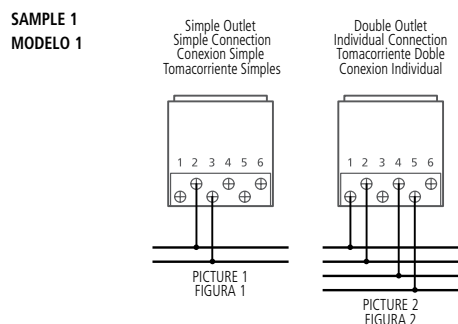 SAMPLE 1
MODELO 1
Simple Outlet
Simple Connection
Conexion Simple
Tomacorriente Simples
1 2 3 4 5 6
PICTURE 1
FIGURA 1
Double Outlet
Individual Connection
Tomacorriente Doble
Conexion Individual
1 2 3 4 5 6
PICTURE 2
FIGURA 2